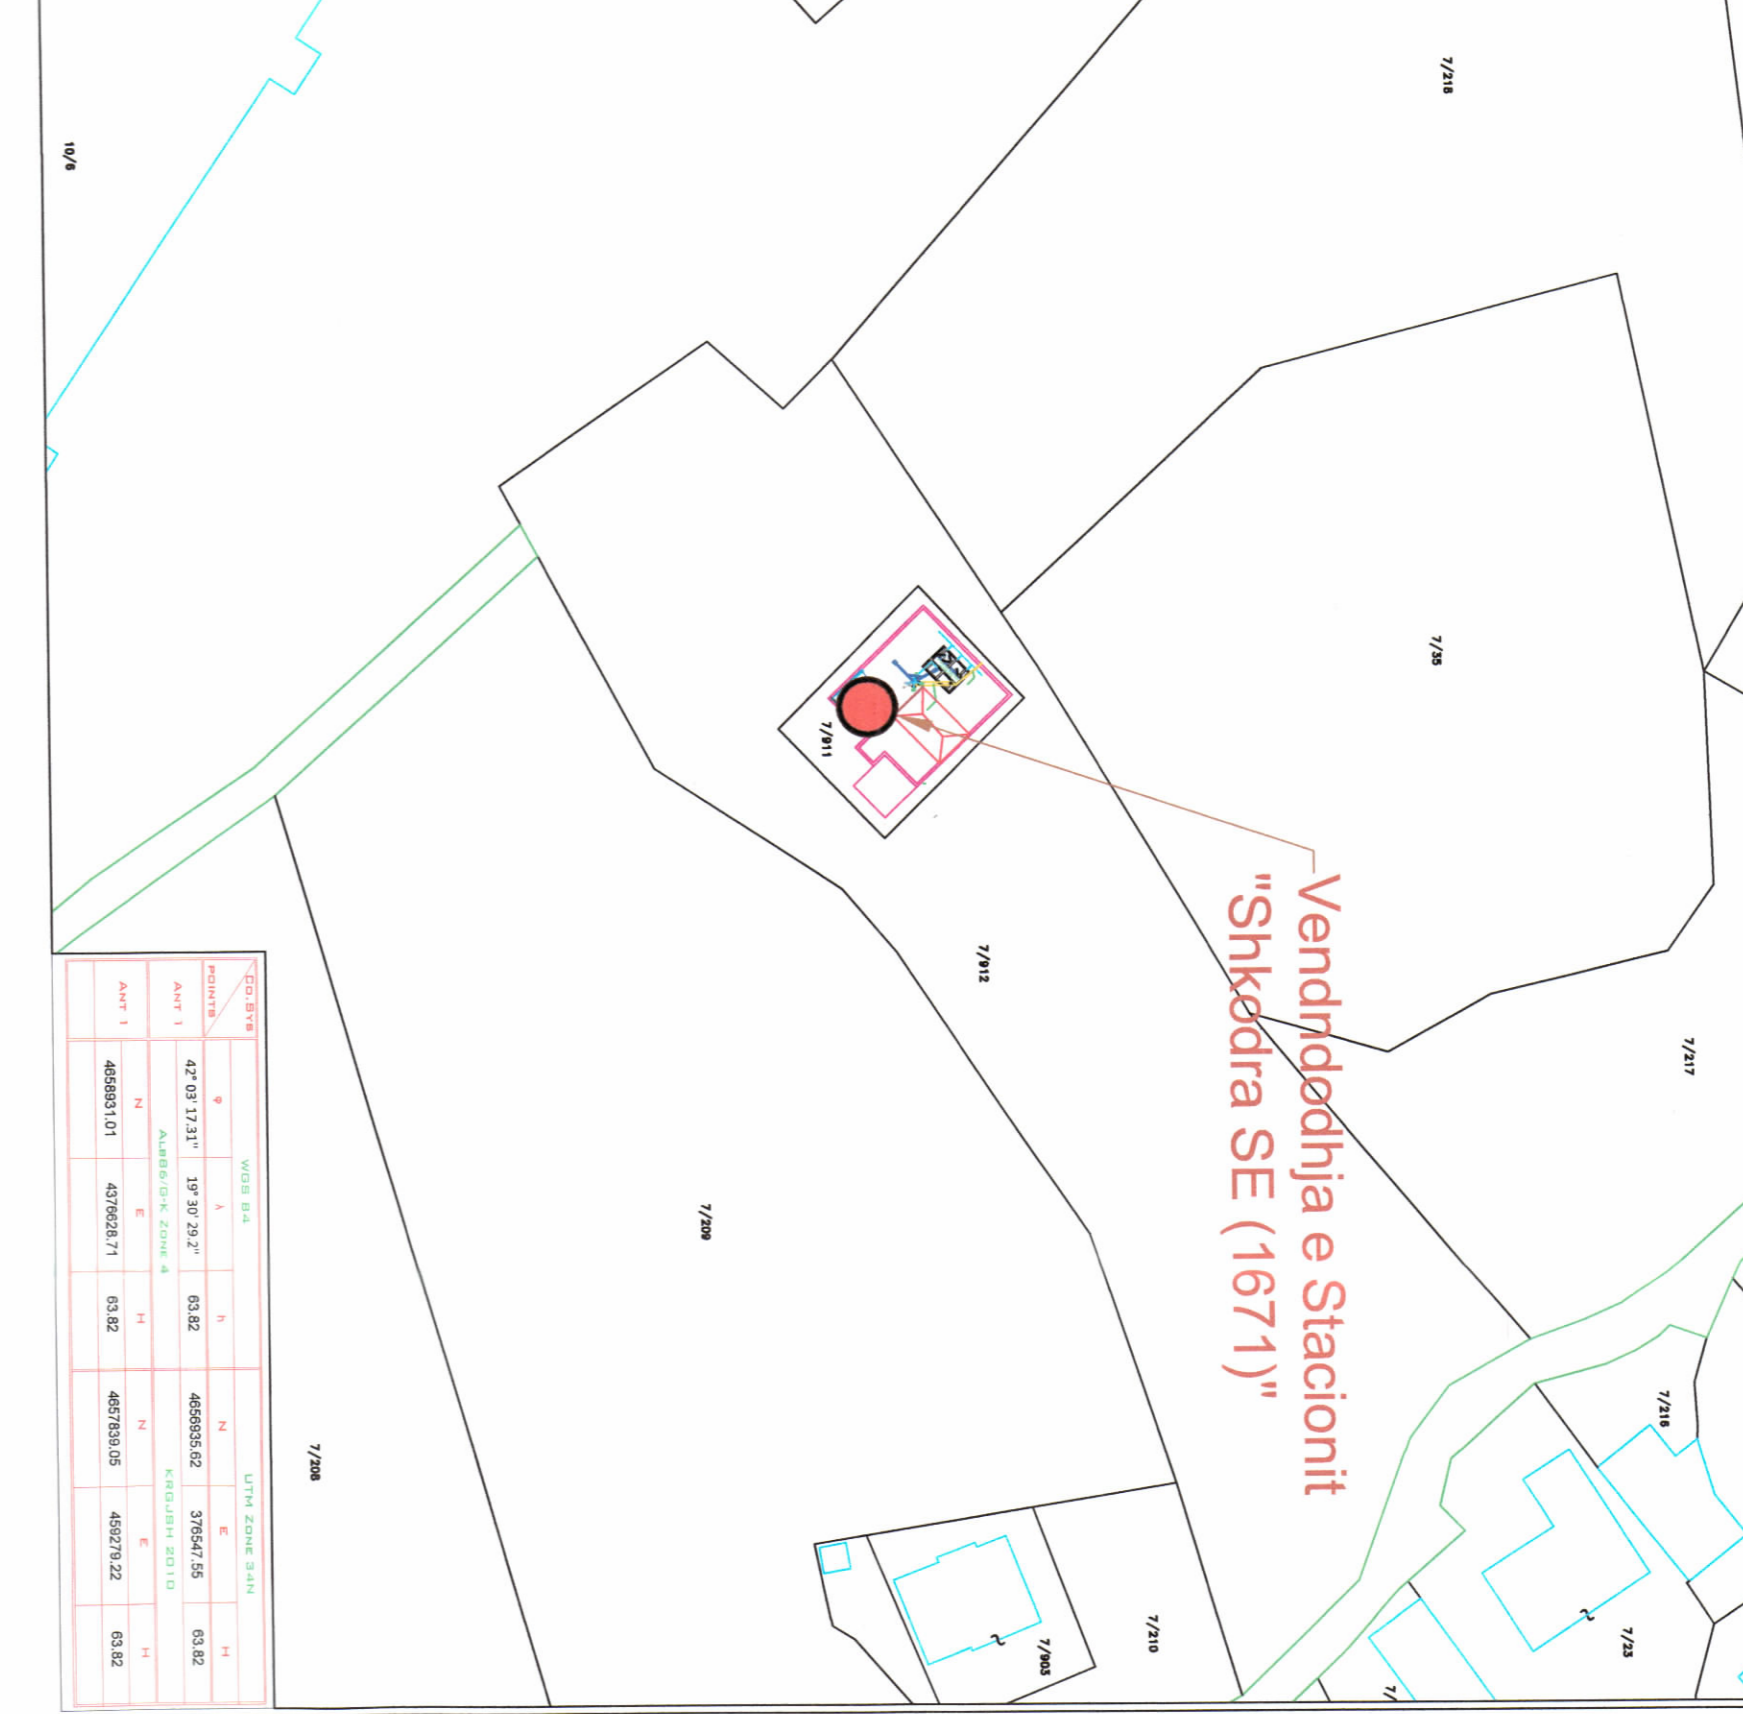 Vendndodhja e Stacionit
"Shkodra SE (1671)"
7/218
7/35
7/217
7/216
7/23
7/
7/911
7/912
7/209
7/210
7/903
7/208
10/6
Co.Sys
Points
WGS 84
UTM Zone 34N
φ λ h N E H
Ant 1 42° 03' 17.31" 19° 30' 29.2" 63.82 4656935.62 376547.55 63.82
Alb86/G-K Zone 4
KRGJSH 2010
N E H N E H
Ant 1 4658931.01 4376628.71 63.82 4657839.05 459279.22 63.82